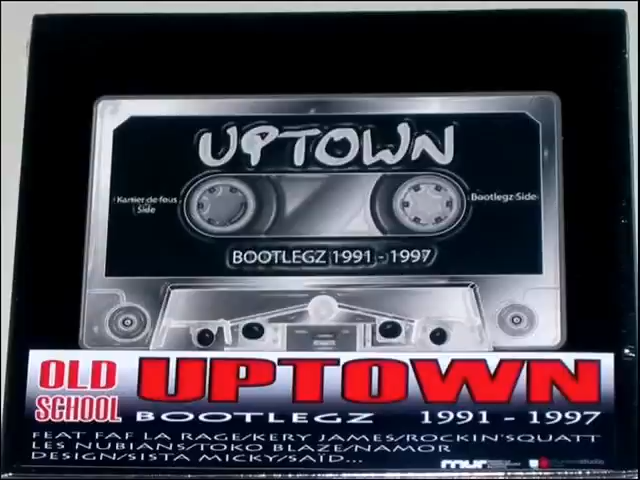 UPTOWN
Kartier de fous
Side
Bootlegz Side
BOOTLEGZ 1991 - 1997
OLD
SCHOOL
UPTOWN
BOOTLEGZ 1991 - 1997
FEAT FAF LA RAGE/KERY JAMES/ROCKIN'SQUATT
LES NUBIANS/TOKO BLAZE/NAMOR
DESIGN/SISTA MICKY/SAÏD...